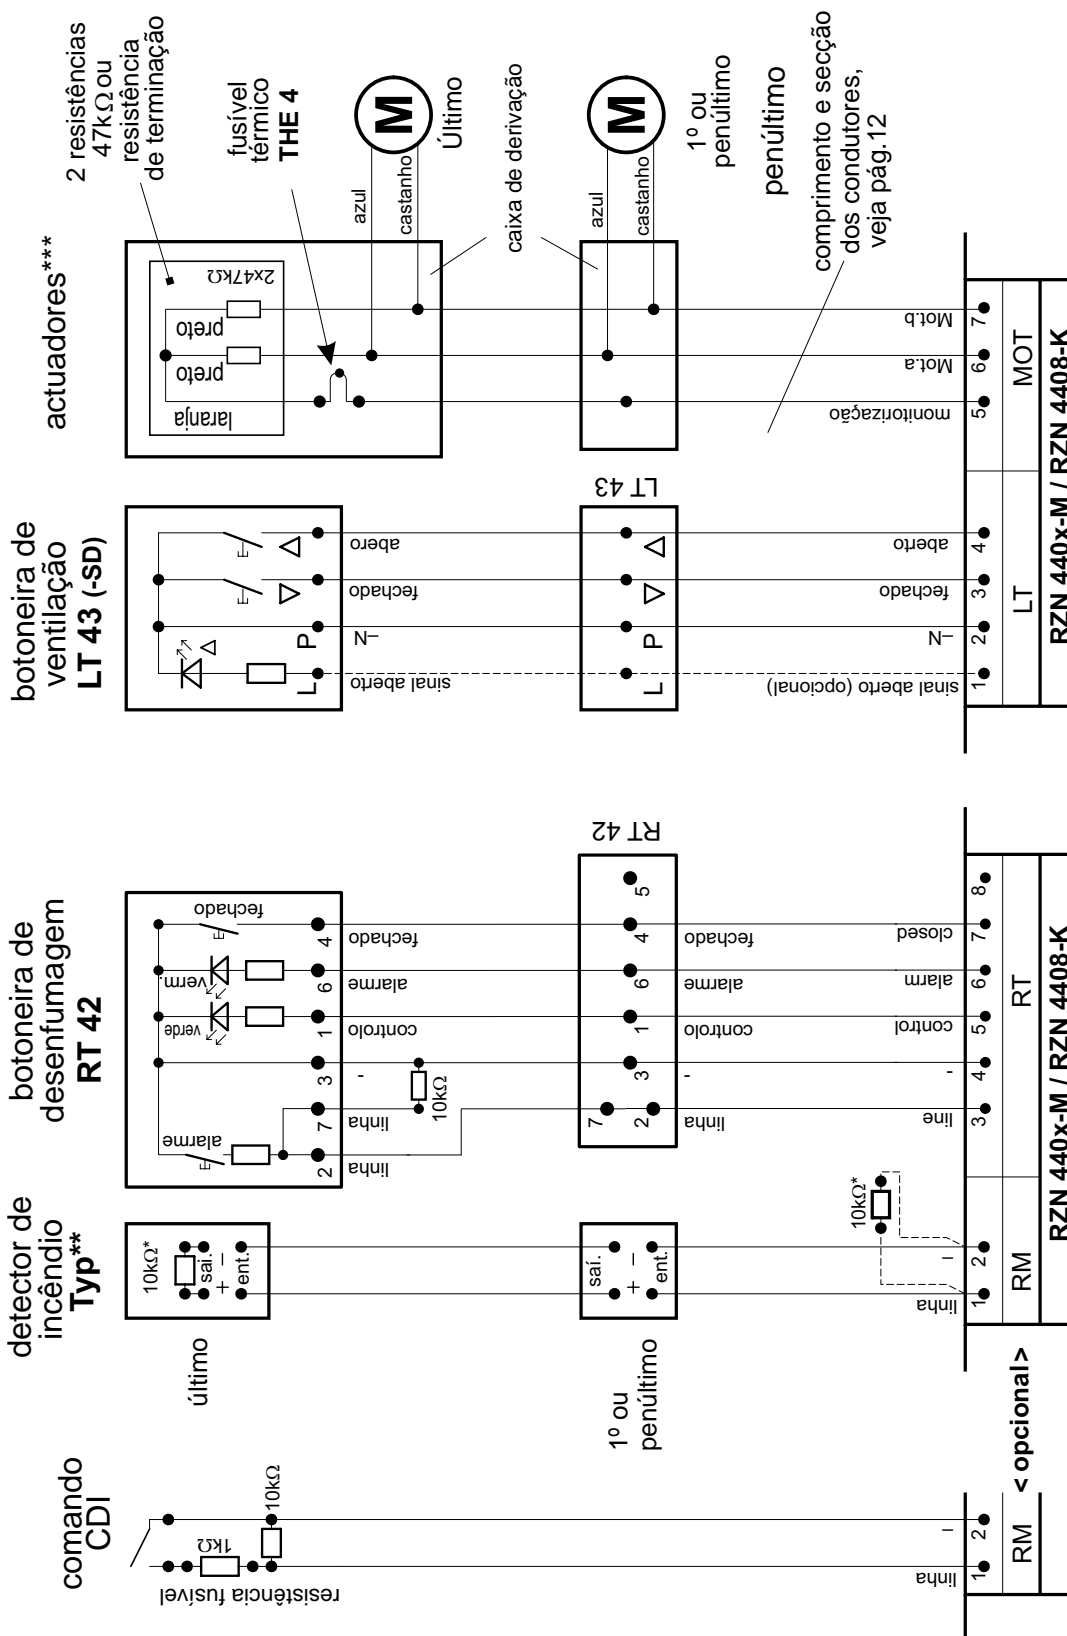 comando
CDI
1kΩ
10kΩ
resistência fusível
linha
–
1
2
RM
< opcional>
detector de
incêndio
Typ**
10kΩ*
saí.
+ –
ent.
último
saí.
+ –
ent.
1º ou
penúltimo
10kΩ*
linha
–
1
2
RM
botoneira de
desenfumagem
RT 42
alarme
verde
verm.
fechado
2
7
3
1
6
4
linha
linha
-
controlo
alarme
fechado
10kΩ
RT 42
7
2
3
1
6
4
5
linha
-
controlo
alarme
fechado
line
-
control
alarm
closed
3
4
5
6
7
8
RT
RZN 440x-M / RZN 4408-K
botoneira de
ventilação
LT 43 (-SD)
L
P
sinal aberto
–N
fechado
abero
LT 43
L
P
sinal aberto (opcional)
–N
fechado
aberto
1
2
3
4
LT
actuadores***
2 resistências
47kΩ ou
resistência
de terminação
fusível
térmico
THE 4
laranja
preto
preto
2x47kΩ
azul
castanho
M
Último
caixa de derivação
azul
castanho
M
1º ou
penúltimo
penúltimo
comprimento e secção
dos condutores,
veja pág.12
monitorização
Mot.a
Mot.b
5
6
7
MOT
RZN 440x-M / RZN 4408-K